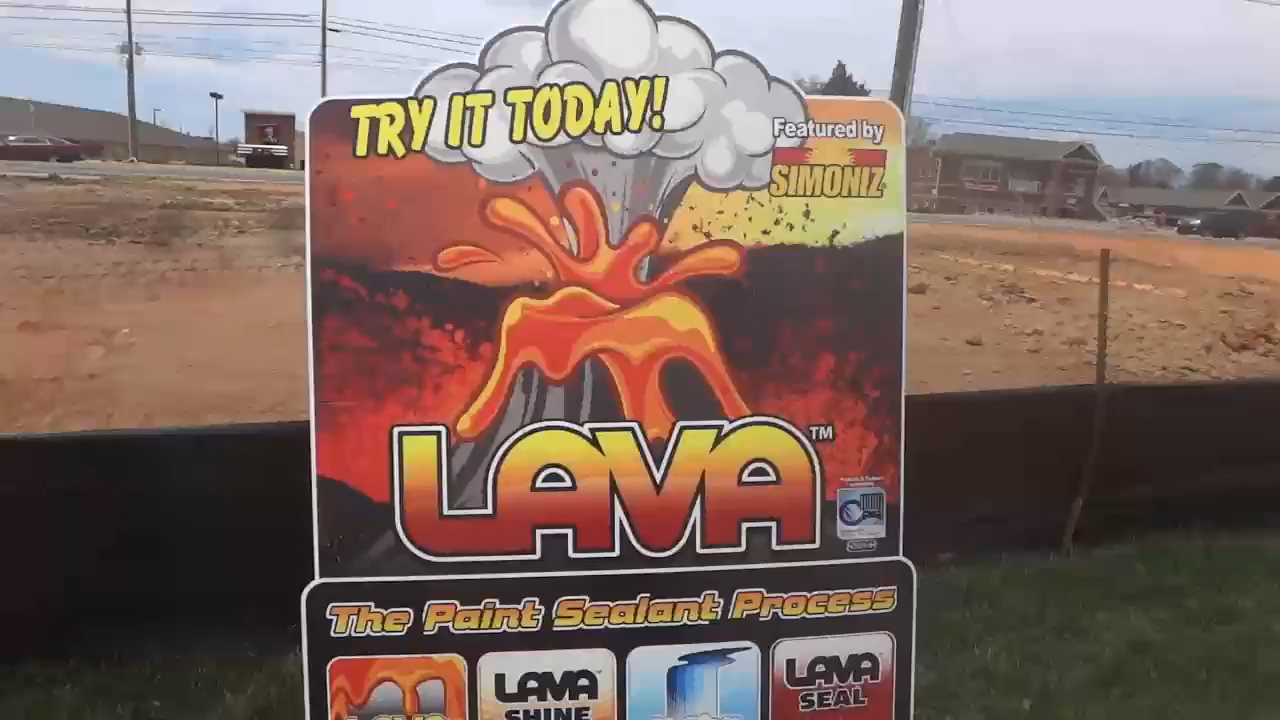 TRY IT TODAY!
Featured by
SIMONIZ
LAVA™
The Paint Sealant Process
LAVA
SHINE
LAVA
SEAL